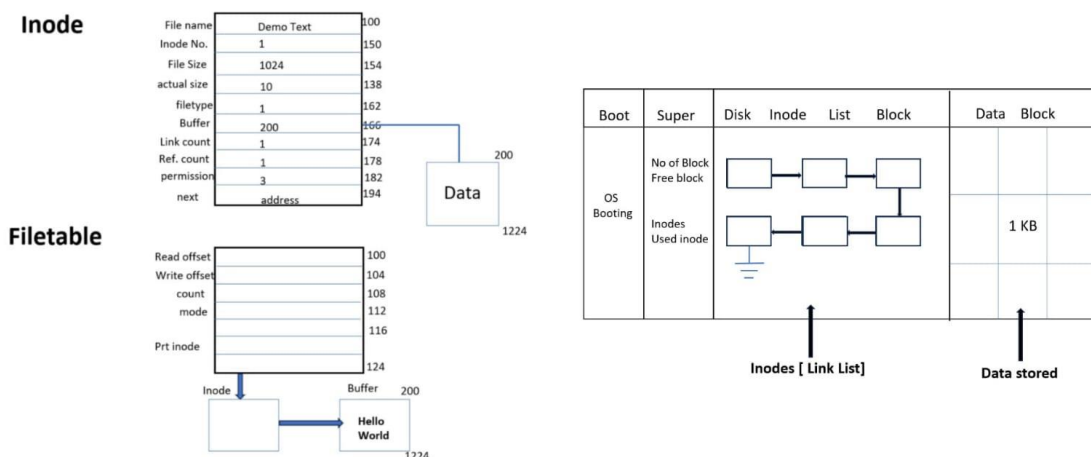 Inode
File name Demo Text 100
Inode No. 1 150
File Size 1024 154
actual size 10 138
filetype 1 162
Buffer 200 166
Link count 1 174
Ref. count 1 178
permission 3 182
next address 194
200
Data
1224
Filetable
Read offset 100
Write offset 104
count 108
mode 112
116
Prt inode
124
Inode Buffer 200
Hello
World
1224
Boot Super Disk Inode List Block Data Block
No of Block
Free block
OS
Booting
Inodes
Used inode
1 KB
Inodes [ Link List]
Data stored